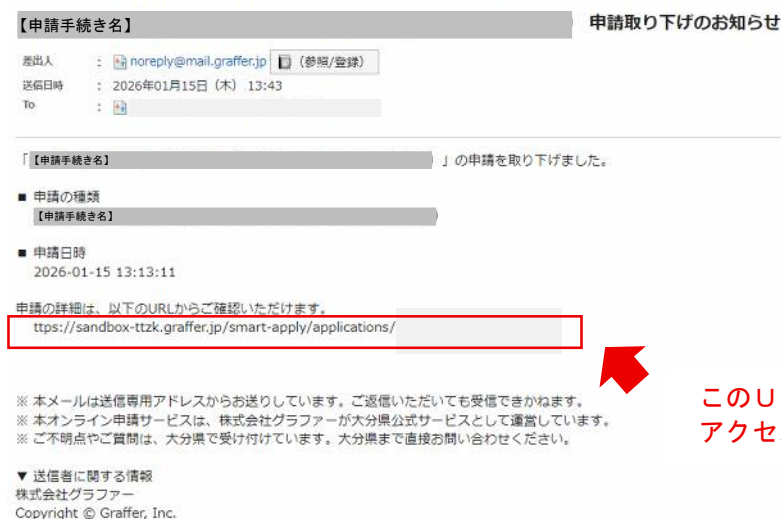 【申請手続き名】 申請取り下げのお知らせ
差出人 : noreply@mail.graffer.jp (参照/登録)
送信日時 : 2026年01月15日（木） 13:43
To :
「【申請手続き名】 」の申請を取り下げました。
■ 申請の種類
【申請手続き名】
■ 申請日時
2026-01-15 13:13:11
申請の詳細は、以下のURLからご確認いただけます。
ttps://sandbox-ttzk.graffer.jp/smart-apply/applications/
このU
アクセ
※ 本メールは送信専用アドレスからお送りしています。ご返信いただいても受信できかねます。
※ 本オンライン申請サービスは、株式会社グラファーが大分県公式サービスとして運営しています。
※ ご不明点やご質問は、大分県で受け付けています。大分県まで直接お問い合わせください。
▼ 送信者に関する情報
株式会社グラファー
Copyright © Graffer, Inc.